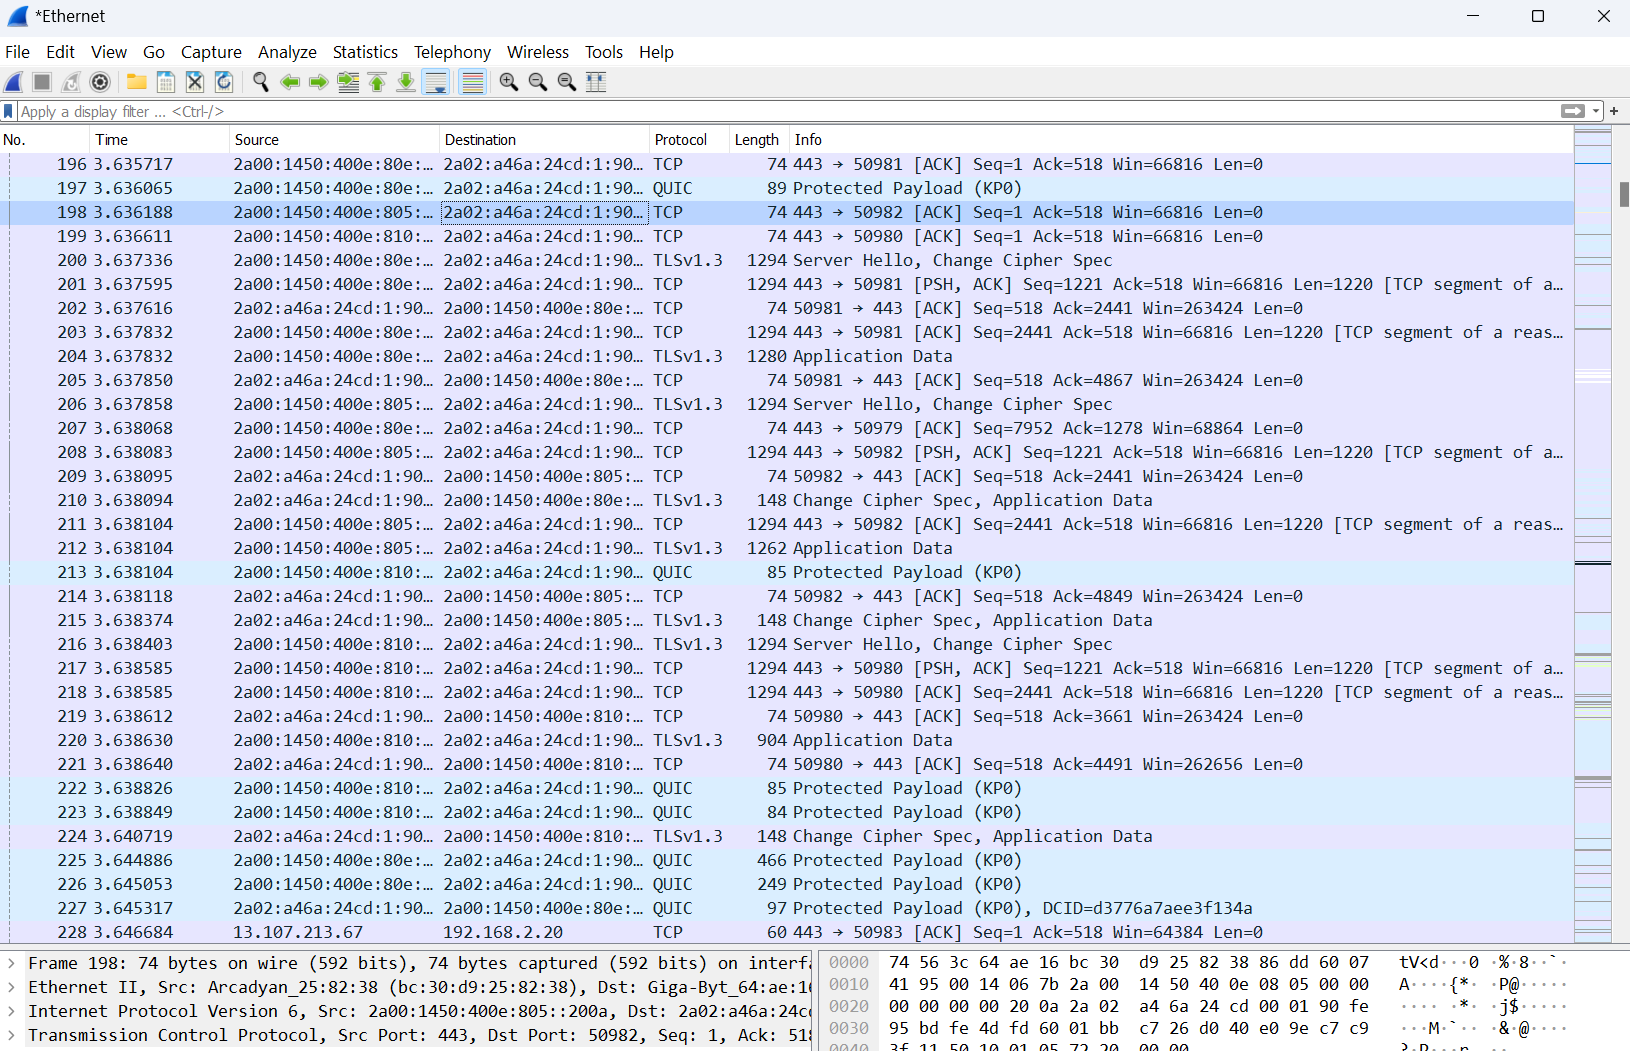 *Ethernet
File Edit View Go Capture Analyze Statistics Telephony Wireless Tools Help
Apply a display filter ... <Ctrl-/>
No. Time Source Destination Protocol Length Info
196 3.635717 2a00:1450:400e:80e:… 2a02:a46a:24cd:1:90… TCP 74 443 → 50981 [ACK] Seq=1 Ack=518 Win=66816 Len=0
197 3.636065 2a00:1450:400e:80e:… 2a02:a46a:24cd:1:90… QUIC 89 Protected Payload (KP0)
198 3.636188 2a00:1450:400e:805:… 2a02:a46a:24cd:1:90… TCP 74 443 → 50982 [ACK] Seq=1 Ack=518 Win=66816 Len=0
199 3.636611 2a00:1450:400e:810:… 2a02:a46a:24cd:1:90… TCP 74 443 → 50980 [ACK] Seq=1 Ack=518 Win=66816 Len=0
200 3.637336 2a00:1450:400e:80e:… 2a02:a46a:24cd:1:90… TLSv1.3 1294 Server Hello, Change Cipher Spec
201 3.637595 2a00:1450:400e:80e:… 2a02:a46a:24cd:1:90… TCP 1294 443 → 50981 [PSH, ACK] Seq=1221 Ack=518 Win=66816 Len=1220 [TCP segment of a…
202 3.637616 2a02:a46a:24cd:1:90… 2a00:1450:400e:80e:… TCP 74 50981 → 443 [ACK] Seq=518 Ack=2441 Win=263424 Len=0
203 3.637832 2a00:1450:400e:80e:… 2a02:a46a:24cd:1:90… TCP 1294 443 → 50981 [ACK] Seq=2441 Ack=518 Win=66816 Len=1220 [TCP segment of a reas…
204 3.637832 2a00:1450:400e:80e:… 2a02:a46a:24cd:1:90… TLSv1.3 1280 Application Data
205 3.637850 2a02:a46a:24cd:1:90… 2a00:1450:400e:80e:… TCP 74 50981 → 443 [ACK] Seq=518 Ack=4867 Win=263424 Len=0
206 3.637858 2a00:1450:400e:805:… 2a02:a46a:24cd:1:90… TLSv1.3 1294 Server Hello, Change Cipher Spec
207 3.638068 2a00:1450:400e:80e:… 2a02:a46a:24cd:1:90… TCP 74 443 → 50979 [ACK] Seq=7952 Ack=1278 Win=68864 Len=0
208 3.638083 2a00:1450:400e:805:… 2a02:a46a:24cd:1:90… TCP 1294 443 → 50982 [PSH, ACK] Seq=1221 Ack=518 Win=66816 Len=1220 [TCP segment of a…
209 3.638095 2a02:a46a:24cd:1:90… 2a00:1450:400e:805:… TCP 74 50982 → 443 [ACK] Seq=518 Ack=2441 Win=263424 Len=0
210 3.638094 2a02:a46a:24cd:1:90… 2a00:1450:400e:80e:… TLSv1.3 148 Change Cipher Spec, Application Data
211 3.638104 2a00:1450:400e:805:… 2a02:a46a:24cd:1:90… TCP 1294 443 → 50982 [ACK] Seq=2441 Ack=518 Win=66816 Len=1220 [TCP segment of a reas…
212 3.638104 2a00:1450:400e:805:… 2a02:a46a:24cd:1:90… TLSv1.3 1262 Application Data
213 3.638104 2a00:1450:400e:810:… 2a02:a46a:24cd:1:90… QUIC 85 Protected Payload (KP0)
214 3.638118 2a02:a46a:24cd:1:90… 2a00:1450:400e:805:… TCP 74 50982 → 443 [ACK] Seq=518 Ack=4849 Win=263424 Len=0
215 3.638374 2a02:a46a:24cd:1:90… 2a00:1450:400e:805:… TLSv1.3 148 Change Cipher Spec, Application Data
216 3.638403 2a00:1450:400e:810:… 2a02:a46a:24cd:1:90… TLSv1.3 1294 Server Hello, Change Cipher Spec
217 3.638585 2a00:1450:400e:810:… 2a02:a46a:24cd:1:90… TCP 1294 443 → 50980 [PSH, ACK] Seq=1221 Ack=518 Win=66816 Len=1220 [TCP segment of a…
218 3.638585 2a00:1450:400e:810:… 2a02:a46a:24cd:1:90… TCP 1294 443 → 50980 [ACK] Seq=2441 Ack=518 Win=66816 Len=1220 [TCP segment of a reas…
219 3.638612 2a02:a46a:24cd:1:90… 2a00:1450:400e:810:… TCP 74 50980 → 443 [ACK] Seq=518 Ack=3661 Win=263424 Len=0
220 3.638630 2a00:1450:400e:810:… 2a02:a46a:24cd:1:90… TLSv1.3 904 Application Data
221 3.638640 2a02:a46a:24cd:1:90… 2a00:1450:400e:810:… TCP 74 50980 → 443 [ACK] Seq=518 Ack=4491 Win=262656 Len=0
222 3.638826 2a00:1450:400e:810:… 2a02:a46a:24cd:1:90… QUIC 85 Protected Payload (KP0)
223 3.638849 2a00:1450:400e:810:… 2a02:a46a:24cd:1:90… QUIC 84 Protected Payload (KP0)
224 3.640719 2a02:a46a:24cd:1:90… 2a00:1450:400e:810:… TLSv1.3 148 Change Cipher Spec, Application Data
225 3.644886 2a00:1450:400e:80e:… 2a02:a46a:24cd:1:90… QUIC 466 Protected Payload (KP0)
226 3.645053 2a00:1450:400e:80e:… 2a02:a46a:24cd:1:90… QUIC 249 Protected Payload (KP0)
227 3.645317 2a02:a46a:24cd:1:90… 2a00:1450:400e:80e:… QUIC 97 Protected Payload (KP0), DCID=d3776a7aee3f134a
228 3.646684 13.107.213.67 192.168.2.20 TCP 60 443 → 50983 [ACK] Seq=1 Ack=518 Win=64384 Len=0
Frame 198: 74 bytes on wire (592 bits), 74 bytes captured (592 bits) on interf
Ethernet II, Src: Arcadyan_25:82:38 (bc:30:d9:25:82:38), Dst: Giga-Byt_64:ae:1
Internet Protocol Version 6, Src: 2a00:1450:400e:805::200a, Dst: 2a02:a46a:24c
Transmission Control Protocol, Src Port: 443, Dst Port: 50982, Seq: 1, Ack: 51
0000 74 56 3c 64 ae 16 bc 30 d9 25 82 38 86 dd 60 07 tV<d···0 ·%·8··`·
0010 41 95 00 14 06 7b 2a 00 14 50 40 0e 08 05 00 00 A····{*· ·P@·····
0020 00 00 00 00 20 0a 2a 02 a4 6a 24 cd 00 01 90 fe ···· ·*· ·j$·····
0030 95 bd fe 4d fd 60 01 bb c7 26 d0 40 e0 9e c7 c9 ···M·`·· ·&·@····